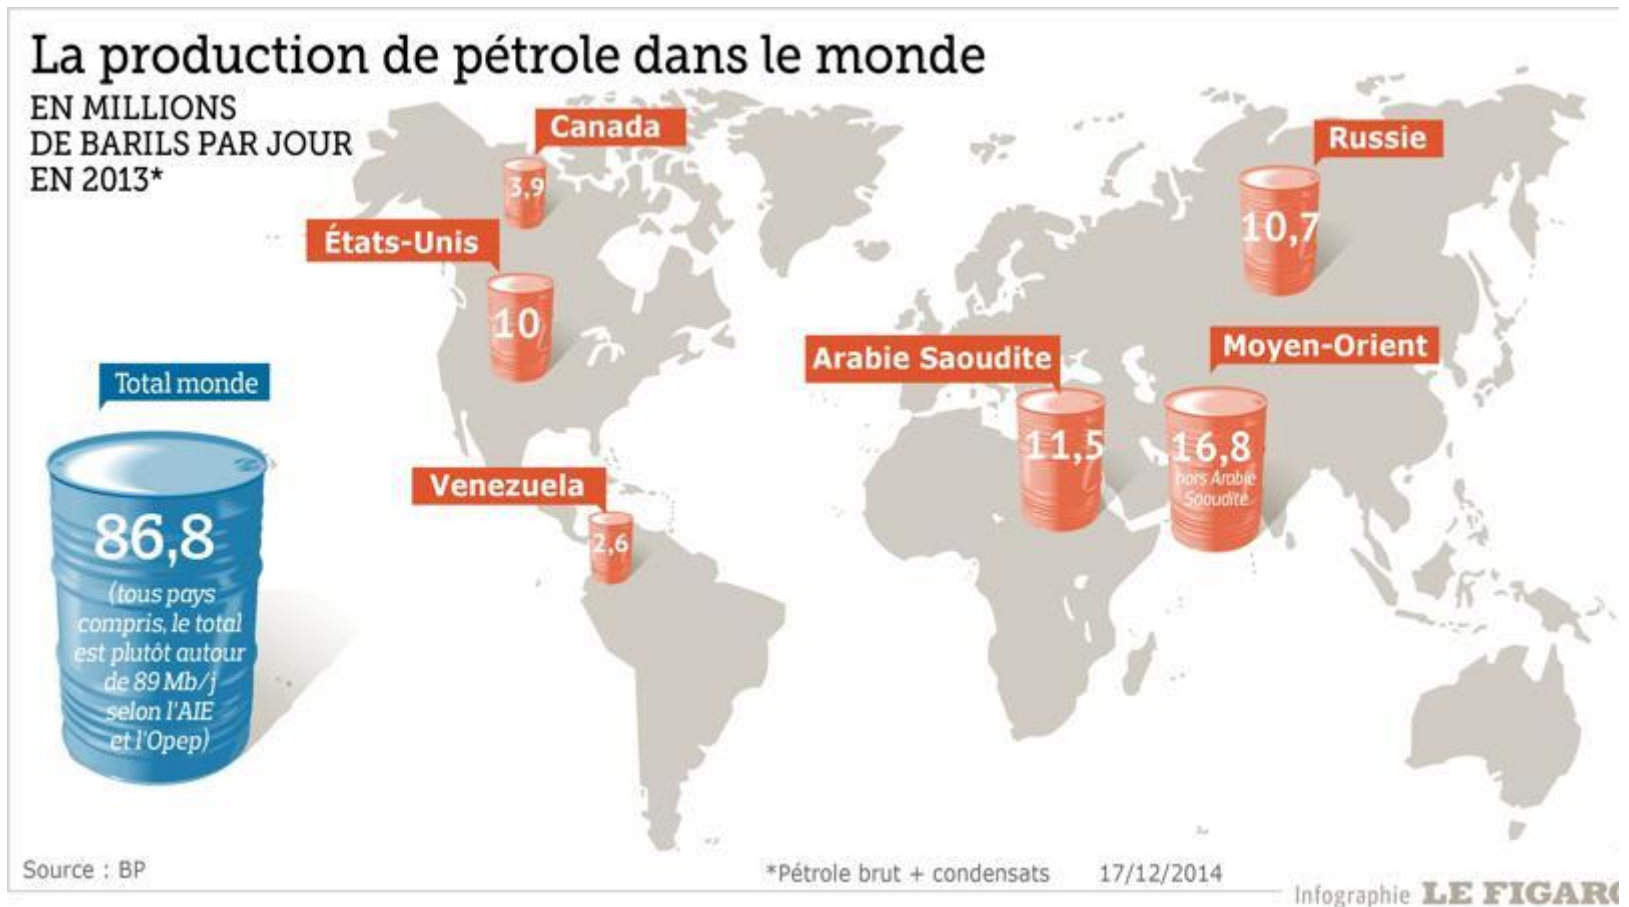 La production de pétrole dans le monde
EN MILLIONS
DE BARILS PAR JOUR
EN 2013*
Canada
3,9
Russie
10,7
États-Unis
10
Arabie Saoudite
11,5
Moyen-Orient
16,8
hors Arabie
Saoudite
Total monde
86,8
(tous pays
compris, le total
est plutôt autour
de 89 Mb/j
selon l'AIE
et l'Opep)
Venezuela
2,6
Source : BP
*Pétrole brut + condensats
17/12/2014
Infographie LE FIGARO